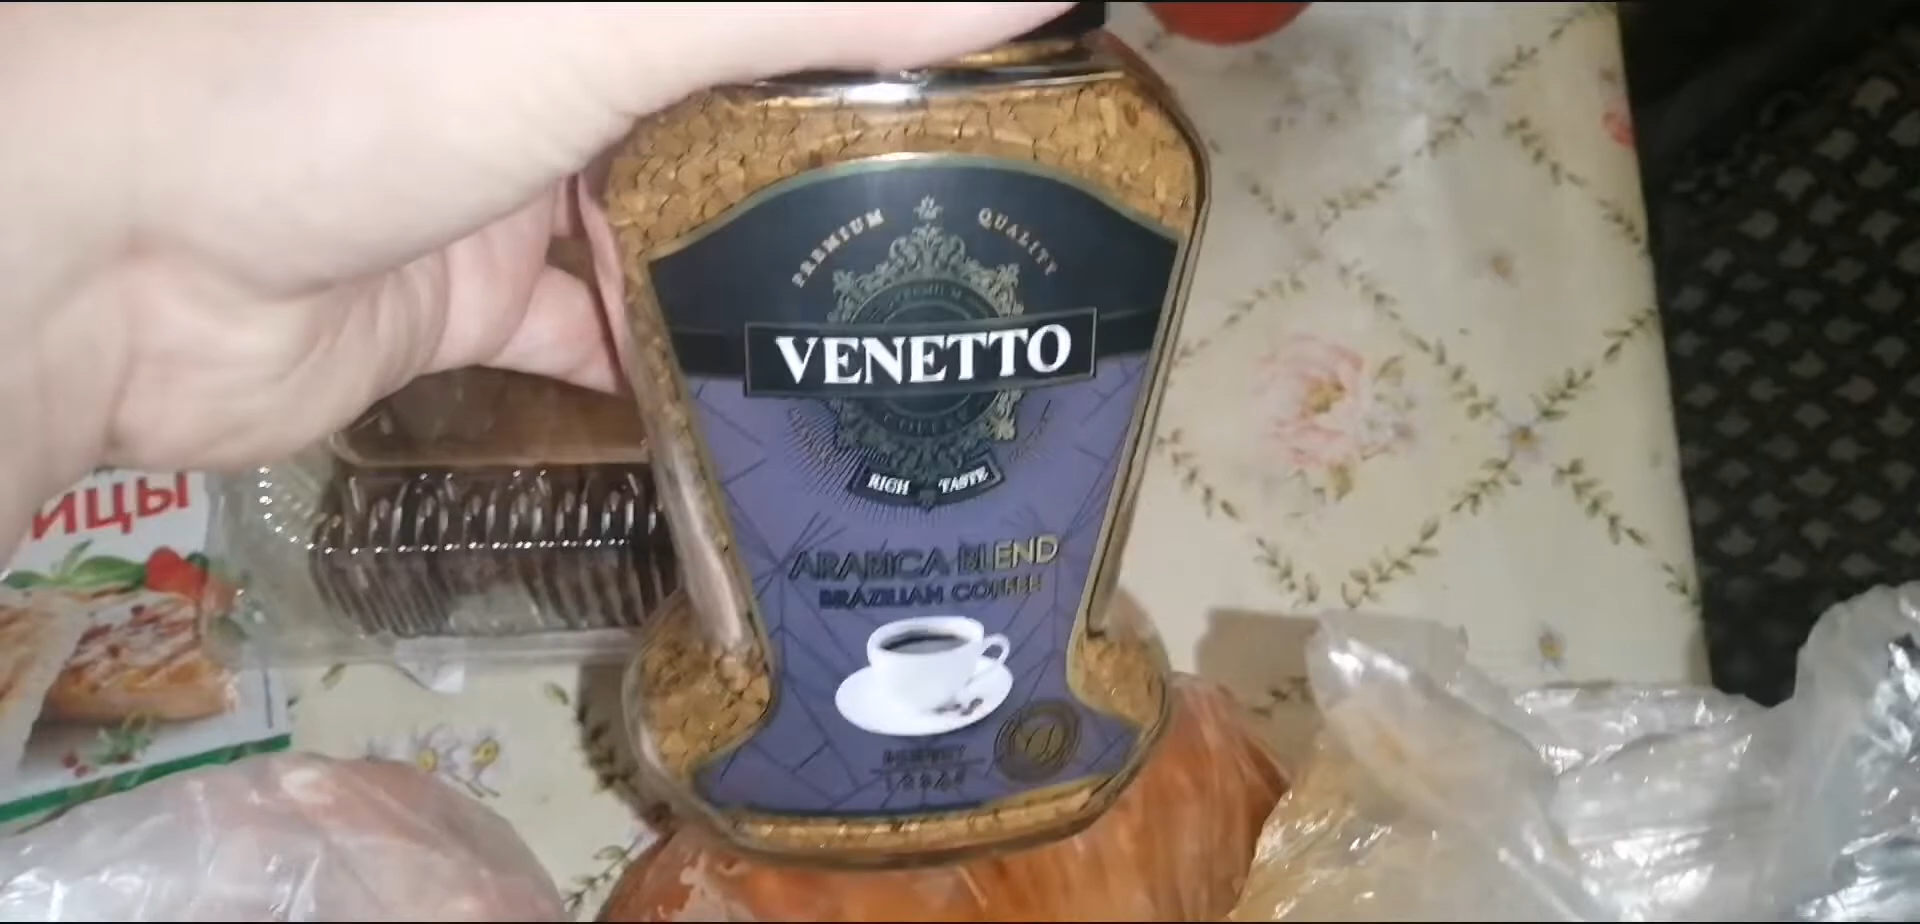 PREMIUM QUALITY
VENETTO
RICH TASTE
ARABICA BLEND
BRAZILIAN COFFEE
ИЦЫ